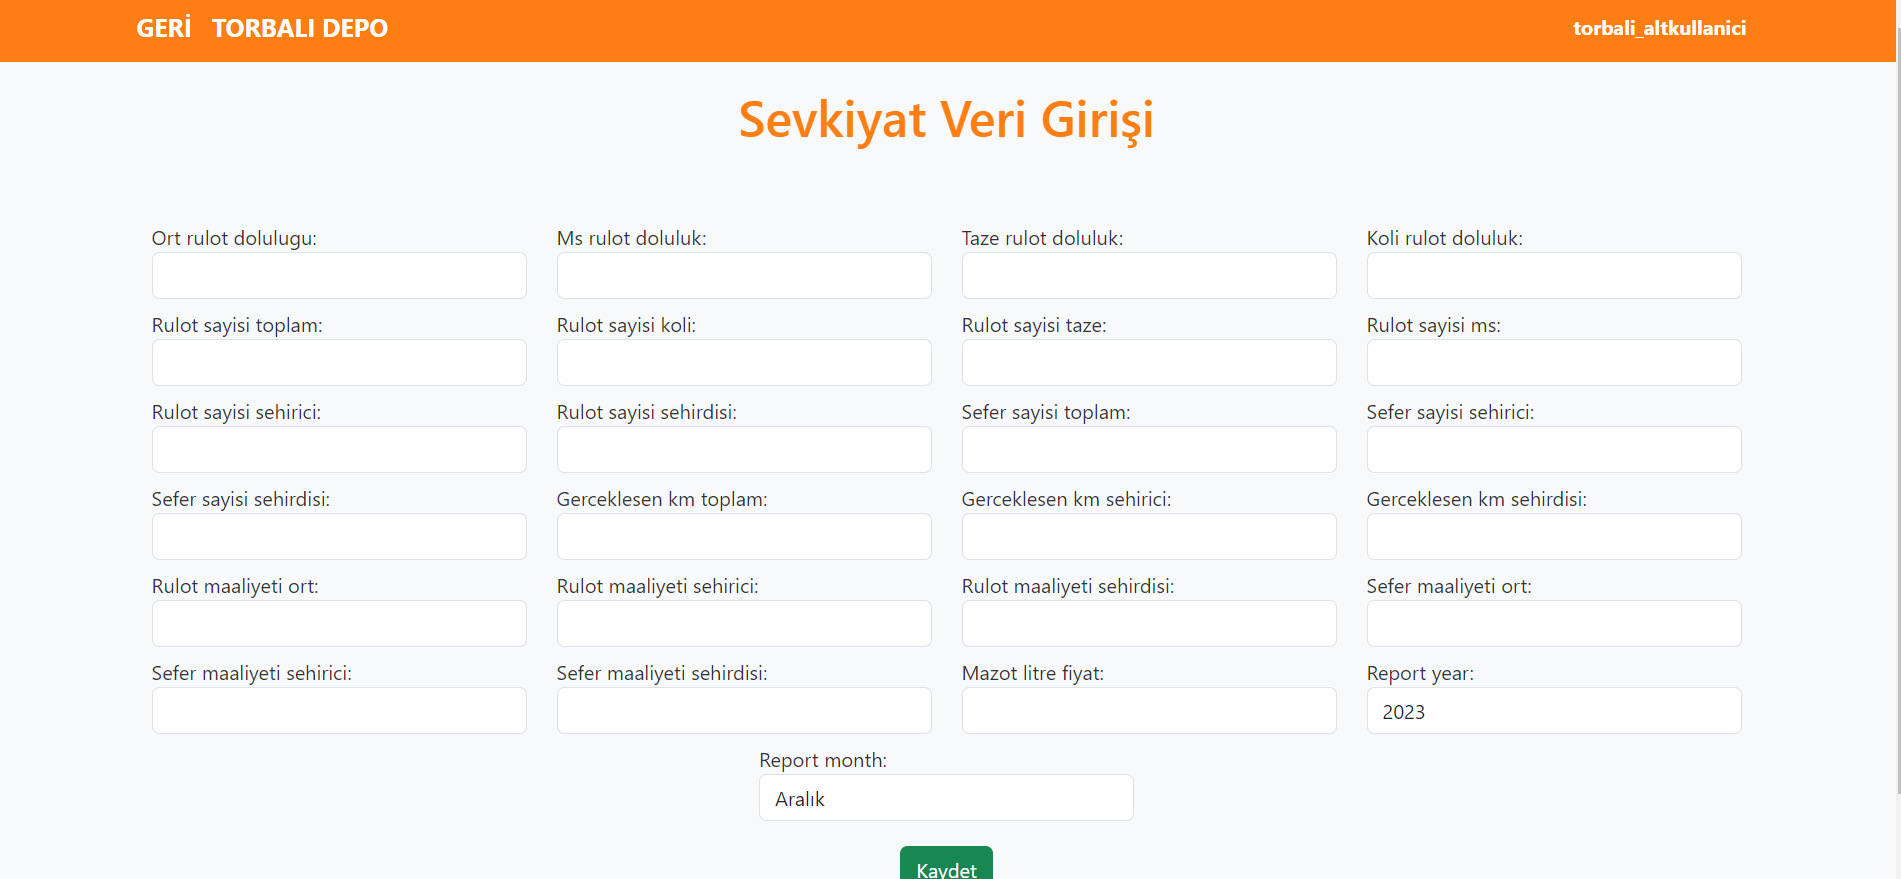 GERİ TORBALI DEPO torbali_altkullanici
Sevkiyat Veri Girişi
Ort rulot dolulugu: Ms rulot doluluk: Taze rulot doluluk: Koli rulot doluluk:
Rulot sayisi toplam: Rulot sayisi koli: Rulot sayisi taze: Rulot sayisi ms:
Rulot sayisi sehirici: Rulot sayisi sehirdisi: Sefer sayisi toplam: Sefer sayisi sehirici:
Sefer sayisi sehirdisi: Gerceklesen km toplam: Gerceklesen km sehirici: Gerceklesen km sehirdisi:
Rulot maaliyeti ort: Rulot maaliyeti sehirici: Rulot maaliyeti sehirdisi: Sefer maaliyeti ort:
Sefer maaliyeti sehirici: Sefer maaliyeti sehirdisi: Mazot litre fiyat: Report year:
2023
Report month:
Aralık
Kaydet